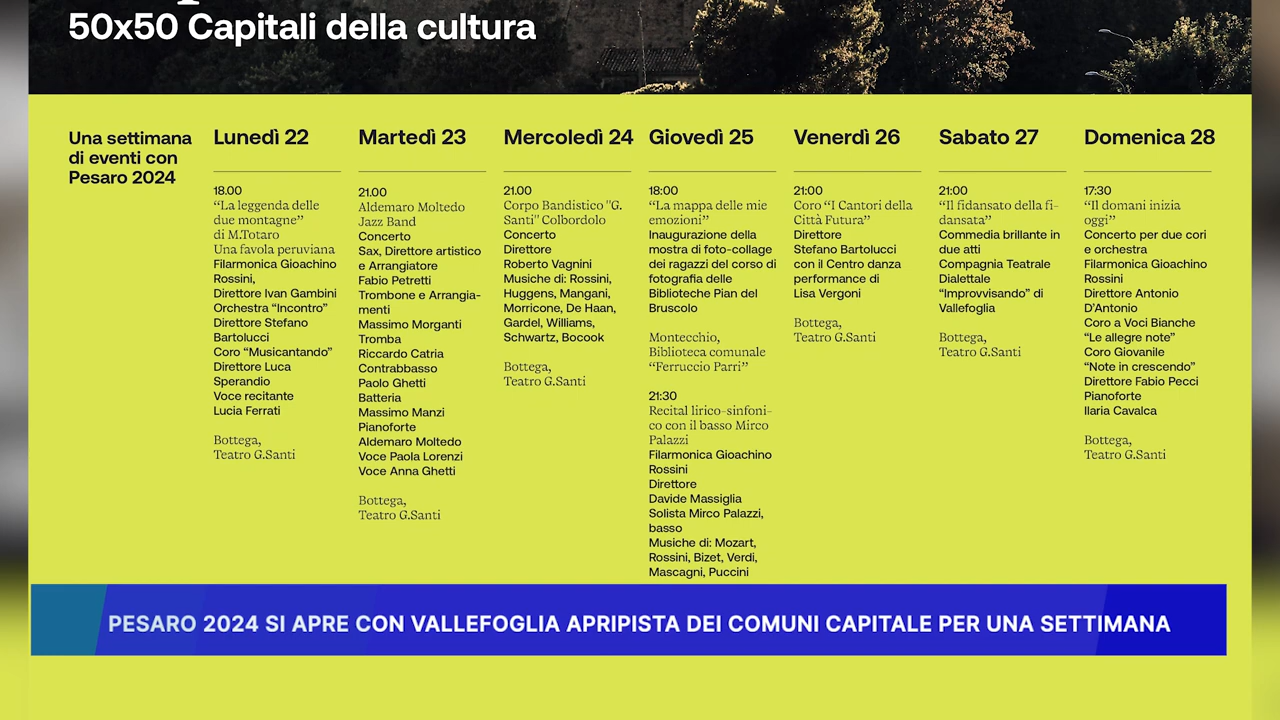 50x50 Capitali della cultura
Una settimana
di eventi con
Pesaro 2024
Lunedì 22
18.00
“La leggenda delle
due montagne”
di M.Totaro
Una favola peruviana
Filarmonica Gioachino
Rossini,
Direttore Ivan Gambini
Orchestra “Incontro”
Direttore Stefano
Bartolucci
Coro “Musicantando”
Direttore Luca
Sperandio
Voce recitante
Lucia Ferrati
Bottega,
Teatro G.Santi
Martedì 23
21.00
Aldemaro Moltedo
Jazz Band
Concerto
Sax, Direttore artistico
e Arrangiatore
Fabio Petretti
Trombone e Arrangia-
menti
Massimo Morganti
Tromba
Riccardo Catria
Contrabbasso
Paolo Ghetti
Batteria
Massimo Manzi
Pianoforte
Aldemaro Moltedo
Voce Paola Lorenzi
Voce Anna Ghetti
Bottega,
Teatro G.Santi
Mercoledì 24
21.00
Corpo Bandistico "G.
Santi" Colbordolo
Concerto
Direttore
Roberto Vagnini
Musiche di: Rossini,
Huggens, Mangani,
Morricone, De Haan,
Gardel, Williams,
Schwartz, Bocook
Bottega,
Teatro G.Santi
Giovedì 25
18:00
“La mappa delle mie
emozioni”
Inaugurazione della
mostra di foto-collage
dei ragazzi del corso di
fotografia delle
Biblioteche Pian del
Bruscolo
Montecchio,
Biblioteca comunale
“Ferruccio Parri”
21:30
Recital lirico-sinfoni-
co con il basso Mirco
Palazzi
Filarmonica Gioachino
Rossini
Direttore
Davide Massiglia
Solista Mirco Palazzi,
basso
Musiche di: Mozart,
Rossini, Bizet, Verdi,
Mascagni, Puccini
Venerdì 26
21:00
Coro “I Cantori della
Città Futura”
Direttore
Stefano Bartolucci
con il Centro danza
performance di
Lisa Vergoni
Bottega,
Teatro G.Santi
Sabato 27
21:00
“Il fidansato della fi-
dansata”
Commedia brillante in
due atti
Compagnia Teatrale
Dialettale
“Improvvisando” di
Vallefoglia
Bottega,
Teatro G.Santi
Domenica 28
17:30
“Il domani inizia
oggi”
Concerto per due cori
e orchestra
Filarmonica Gioachino
Rossini
Direttore Antonio
D’Antonio
Coro a Voci Bianche
“Le allegre note”
Coro Giovanile
“Note in crescendo”
Direttore Fabio Pecci
Pianoforte
Ilaria Cavalca
Bottega,
Teatro G.Santi
PESARO 2024 SI APRE CON VALLEFOGLIA APRIPISTA DEI COMUNI CAPITALE PER UNA SETTIMANA